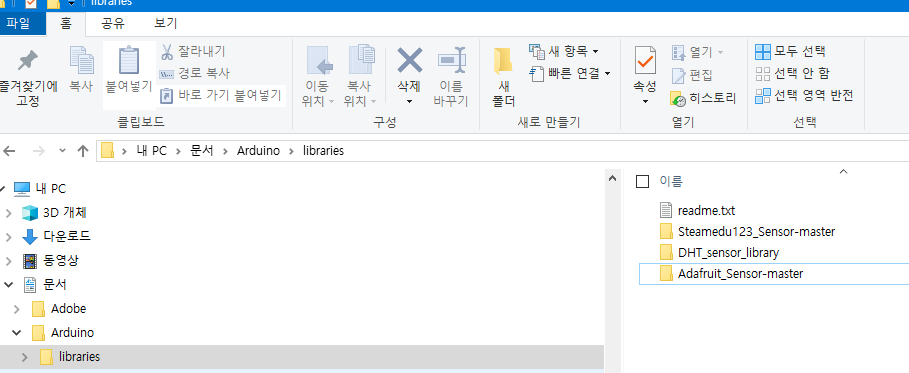 libraries
파일 홈 공유 보기
즐겨찾기에 고정
복사
붙여넣기
잘라내기
경로 복사
바로 가기 붙여넣기
클립보드
이동 위치
복사 위치
삭제
이름 바꾸기
구성
새 폴더
새 항목
빠른 연결
새로 만들기
속성
열기
편집
히스토리
열기
모두 선택
선택 안 함
선택 영역 반전
선택
내 PC > 문서 > Arduino > libraries
내 PC
3D 개체
다운로드
동영상
문서
Adobe
Arduino
libraries
이름
readme.txt
Steamedu123_Sensor-master
DHT_sensor_library
Adafruit_Sensor-master